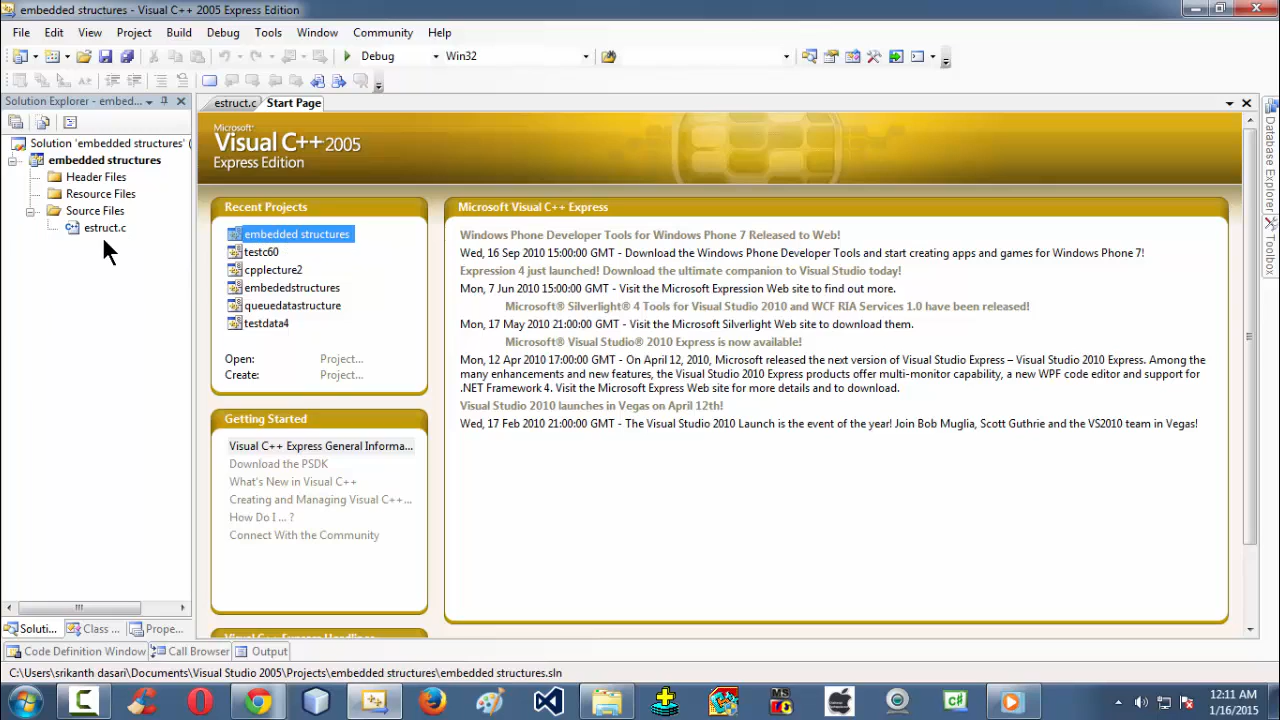 embedded structures - Visual C++ 2005 Express Edition
File Edit View Project Build Debug Tools Window Community Help
Debug Win32
Solution Explorer - embed...
estruct.c Start Page
Solution 'embedded structures' (
embedded structures
Header Files
Resource Files
Source Files
estruct.c
Microsoft
Visual C++ 2005
Express Edition
Recent Projects
embedded structures
testc60
cpplecture2
embededstructures
queuedatastructure
testdata4
Open: Project...
Create: Project...
Getting Started
Visual C++ Express General Informa...
Download the PSDK
What's New in Visual C++
Creating and Managing Visual C++...
How Do I ... ?
Connect With the Community
Visual C++ Express Headlines
Microsoft Visual C++ Express
Windows Phone Developer Tools for Windows Phone 7 Released to Web!
Wed, 16 Sep 2010 15:00:00 GMT - Download the Windows Phone Developer Tools and start creating apps and games for Windows Phone 7!
Expression 4 just launched! Download the ultimate companion to Visual Studio today!
Mon, 7 Jun 2010 15:00:00 GMT - Visit the Microsoft Expression Web site to find out more.
Microsoft® Silverlight® 4 Tools for Visual Studio 2010 and WCF RIA Services 1.0 have been released!
Mon, 17 May 2010 21:00:00 GMT - Visit the Microsoft Silverlight Web site to download them.
Microsoft® Visual Studio® 2010 Express is now available!
Mon, 12 Apr 2010 17:00:00 GMT - On April 12, 2010, Microsoft released the next version of Visual Studio Express – Visual Studio 2010 Express. Among the
many enhancements and new features, the Visual Studio 2010 Express products offer multi-monitor capability, a new WPF code editor and support for
.NET Framework 4. Visit the Microsoft Express Web site for more details and to download.
Visual Studio 2010 launches in Vegas on April 12th!
Wed, 17 Feb 2010 21:00:00 GMT - The Visual Studio 2010 Launch is the event of the year! Join Bob Muglia, Scott Guthrie and the VS2010 team in Vegas!
Database Explorer
Toolbox
Soluti... Class ... Prope...
Code Definition Window Call Browser Output
C:\Users\srikanth dasari\Documents\Visual Studio 2005\Projects\embedded structures\embedded structures.sln
MS
C#
12:11 AM
1/16/2015